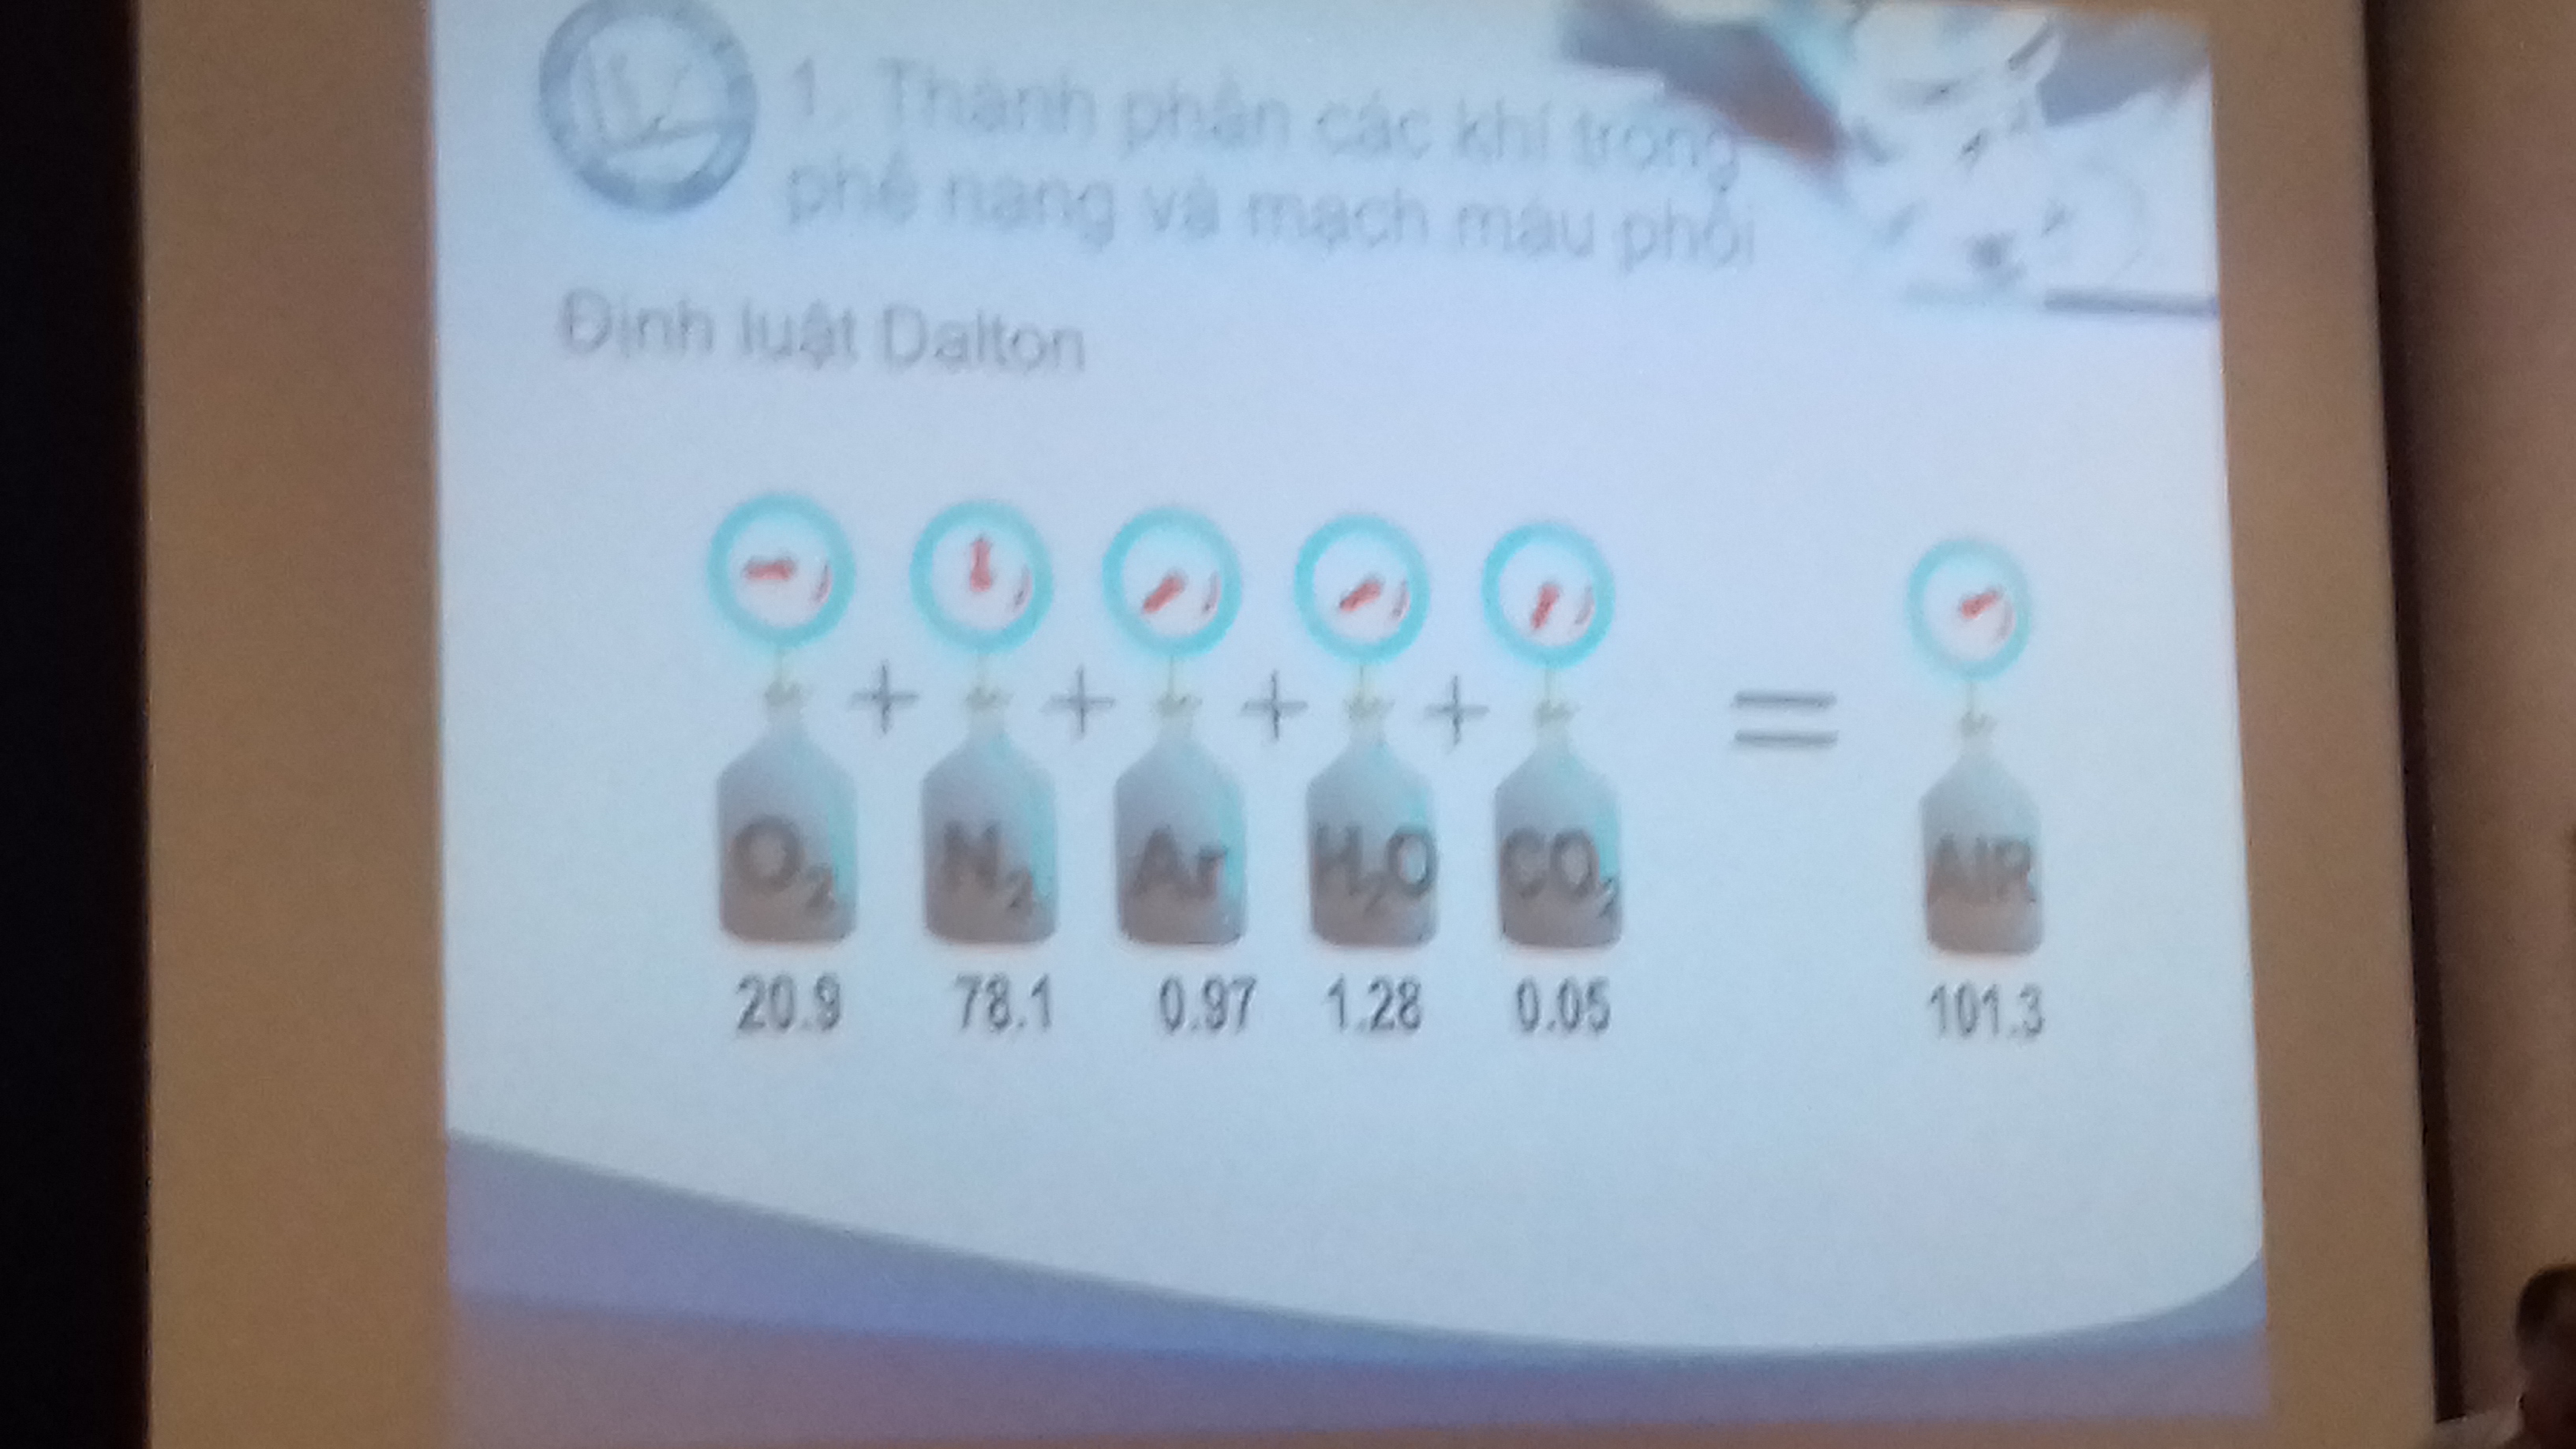 1. Thành phần các khí trong
phế nang và mạch máu phổi
Định luật Dalton
+ + + + =
O₂ N₂ Ar H₂O CO₂ AIR
20.9 78.1 0.97 1.28 0.05 101.3